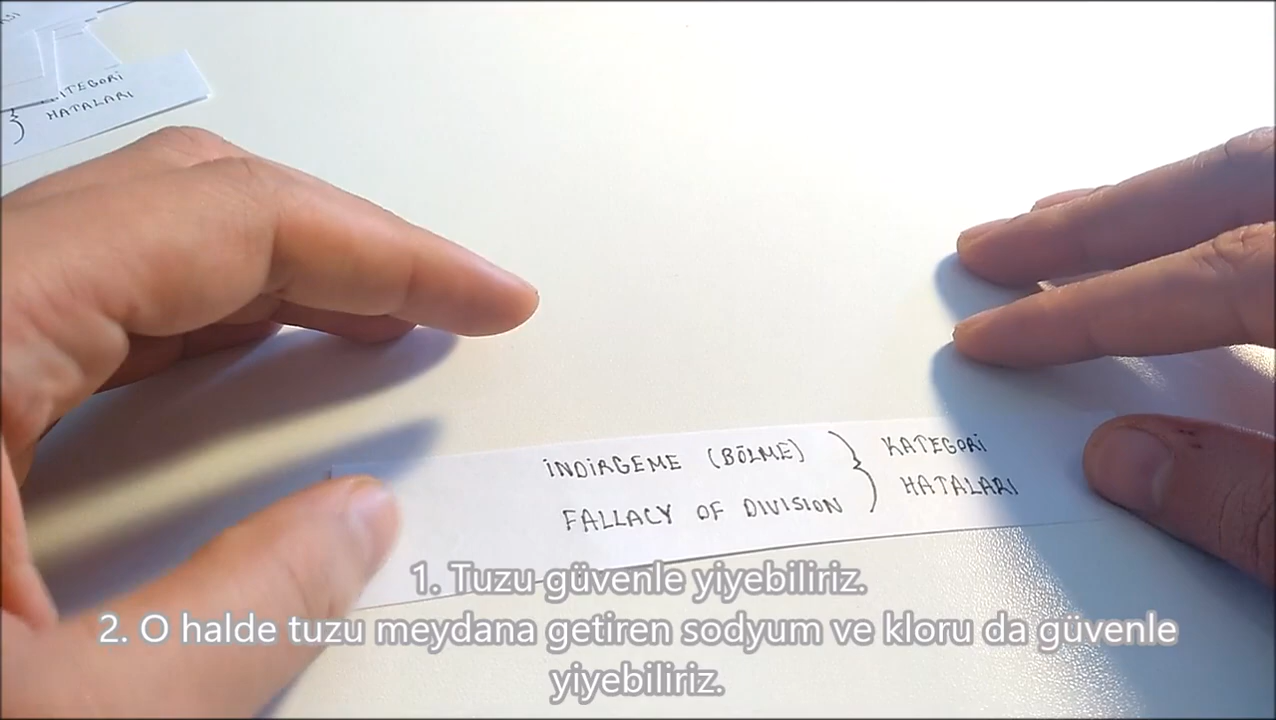 HATALARI
İNDİRGEME (BÖLME)
FALLACY OF DIVISION
KATEGORİ
HATALARI
1. Tuzu güvenle yiyebiliriz.
2. O halde tuzu meydana getiren sodyum ve kloru da güvenle
yiyebiliriz.